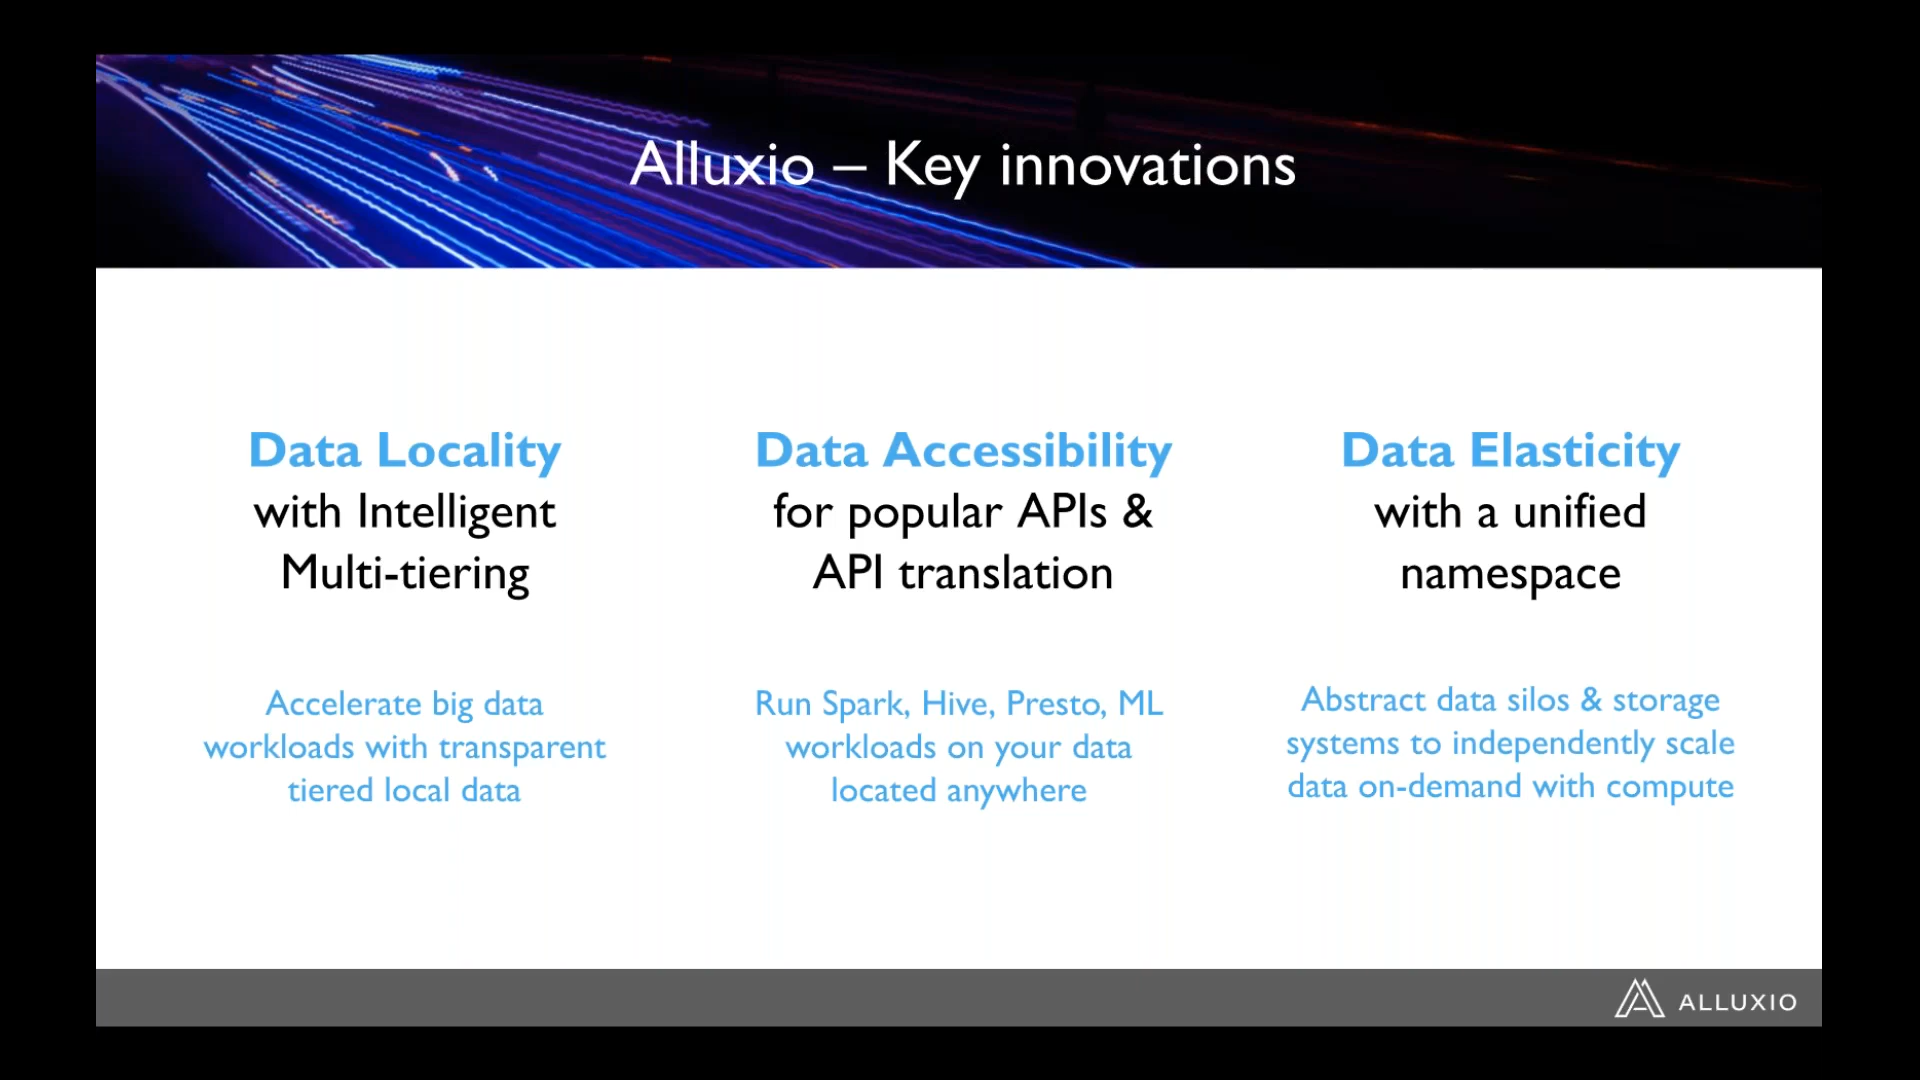 Alluxio – Key innovations
Data Locality
with Intelligent
Multi-tiering
Accelerate big data
workloads with transparent
tiered local data
Data Accessibility
for popular APIs &
API translation
Run Spark, Hive, Presto, ML
workloads on your data
located anywhere
Data Elasticity
with a unified
namespace
Abstract data silos & storage
systems to independently scale
data on-demand with compute
ALLUXIO